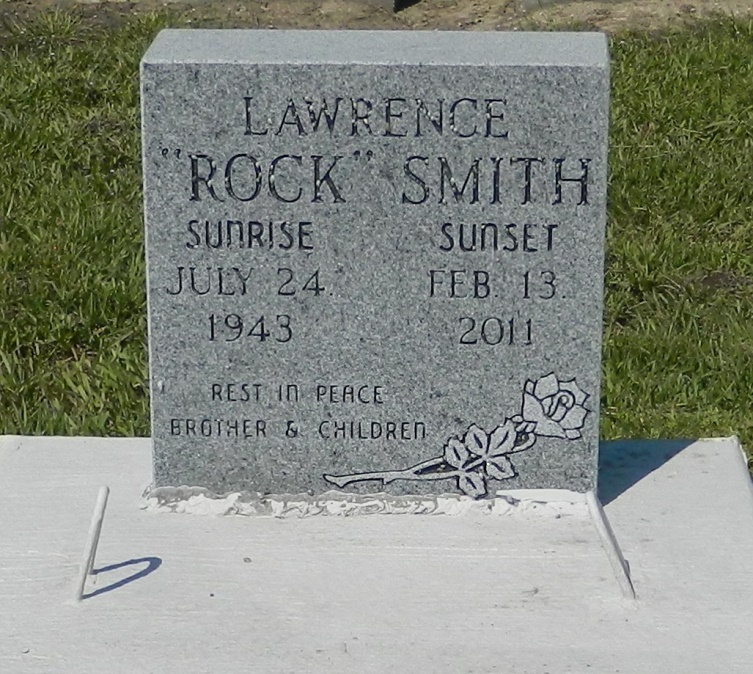 LAWRENCE
"ROCK" SMITH
SUNRISE SUNSET
JULY 24, FEB. 13,
1943 2011
REST IN PEACE
BROTHER & CHILDREN